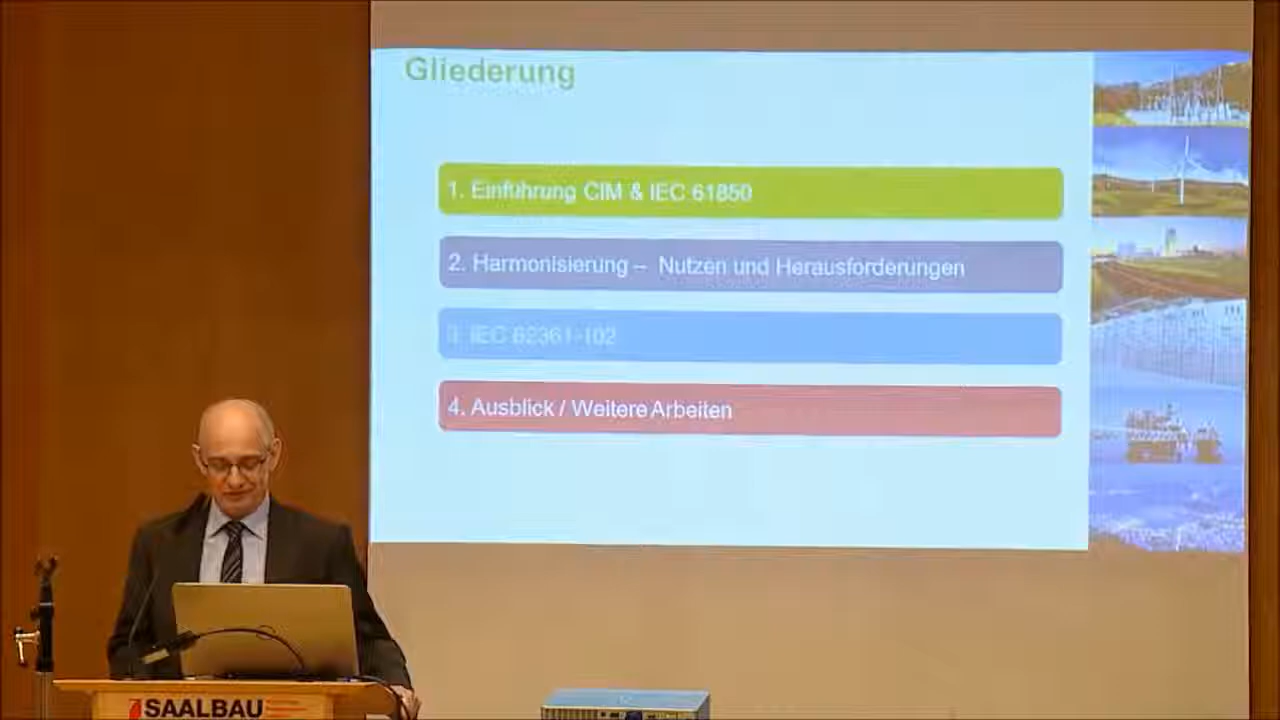 Gliederung
1. Einführung CIM & IEC 61850
2. Harmonisierung – Nutzen und Herausforderungen
3. IEC 62361-102
4. Ausblick / Weitere Arbeiten
SAALBAU